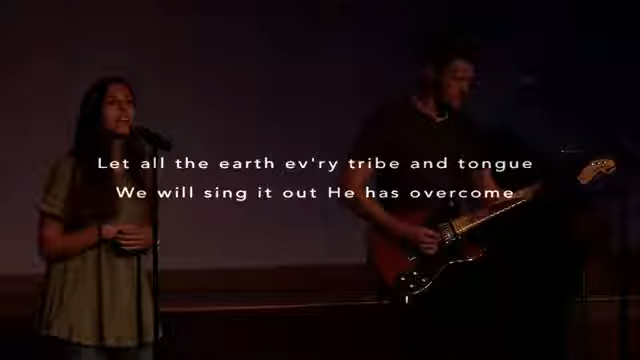 Let all the earth ev'ry tribe and tongue
We will sing it out He has overcome